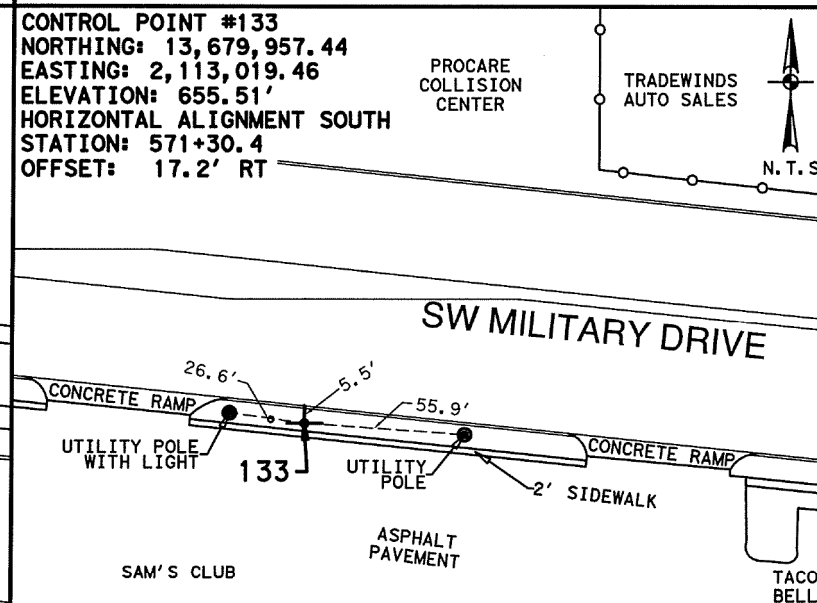 CONTROL POINT #133
NORTHING: 13,679,957.44
EASTING: 2,113,019.46
ELEVATION: 655.51'
HORIZONTAL ALIGNMENT SOUTH
STATION: 571+30.4
OFFSET: 17.2' RT
PROCARE
COLLISION
CENTER
TRADEWINDS
AUTO SALES
N.T.S
SW MILITARY DRIVE
26.6'
5.5'
55.9'
CONCRETE RAMP
UTILITY POLE
WITH LIGHT
133
UTILITY
POLE
CONCRETE RAMP
2' SIDEWALK
ASPHALT
PAVEMENT
SAM'S CLUB
TACO
BELL